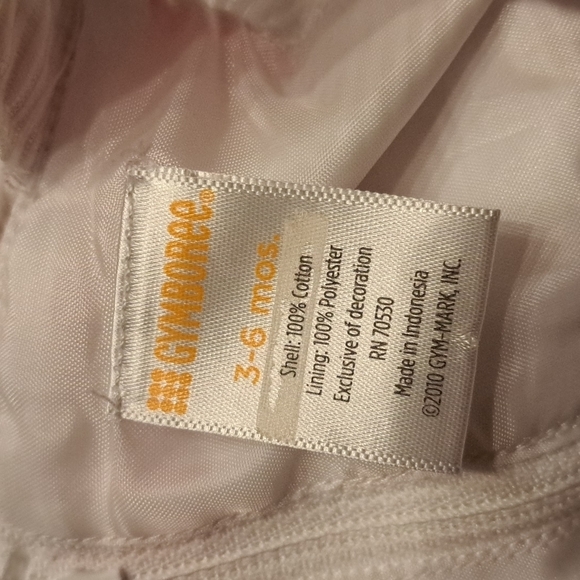 GYMBOREE®
3-6 mos.
Shell: 100% Cotton
Lining: 100% Polyester
Exclusive of decoration
RN 70530
Made in Indonesia
©2010 GYM-MARK, INC.